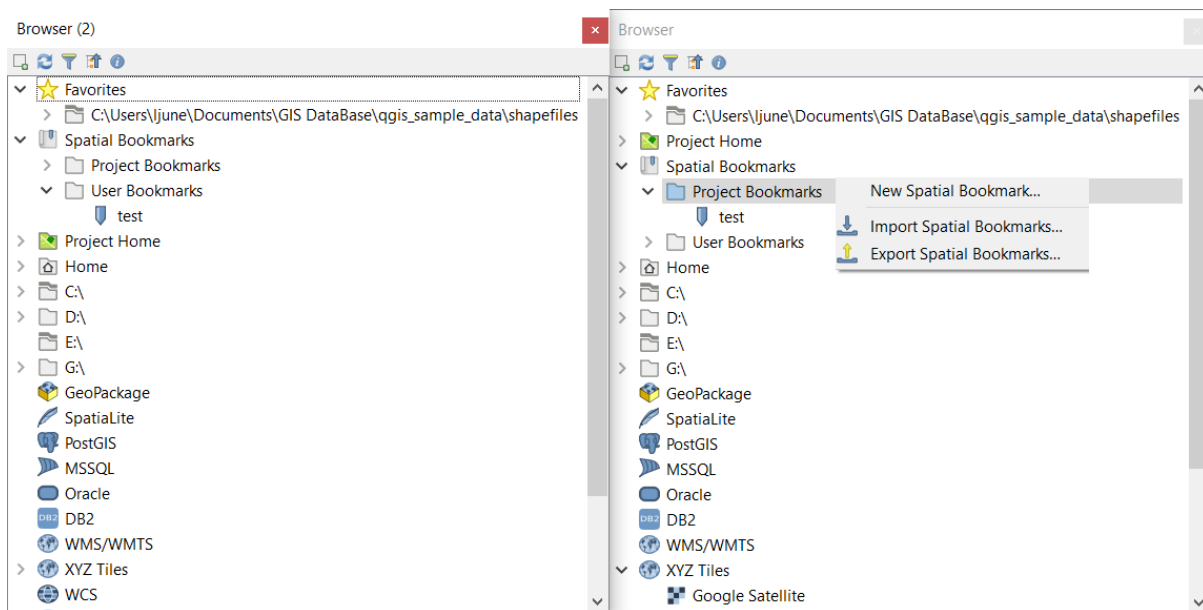 Browser (2)
Favorites
C:\Users\ljune\Documents\GIS DataBase\qgis_sample_data\shapefiles
Spatial Bookmarks
Project Bookmarks
User Bookmarks
test
Project Home
Home
C:\
D:\
E:\
G:\
GeoPackage
SpatiaLite
PostGIS
MSSQL
Oracle
DB2 DB2
WMS/WMTS
XYZ Tiles
WCS
Browser
Favorites
C:\Users\ljune\Documents\GIS DataBase\qgis_sample_data\shapefiles
Project Home
Spatial Bookmarks
Project Bookmarks
test
User Bookmarks
Home
C:\
D:\
E:\
G:\
GeoPackage
SpatiaLite
PostGIS
MSSQL
Oracle
DB2 DB2
WMS/WMTS
XYZ Tiles
Google Satellite
New Spatial Bookmark...
Import Spatial Bookmarks...
Export Spatial Bookmarks...